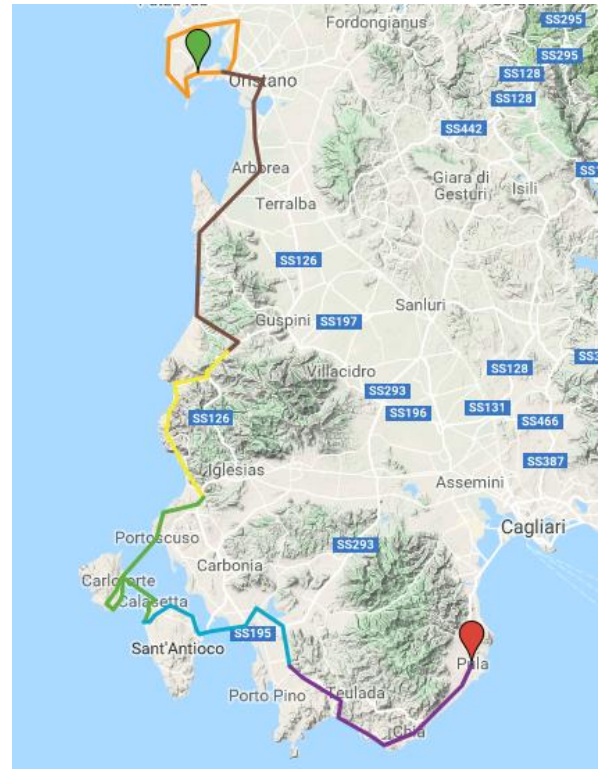 Fordongianus
SS295
SS295
SS128
SS128
Oristano
SS442
Giara di
Gesturi
Isili
Arborea
Terralba
SS126
Sanluri
Guspini
SS197
Villacidro
SS128
SS293
SS131
SS196
SS126
SS466
SS387
Iglesias
Assemini
Cagliari
Portoscuso
SS293
Carbonia
Carloforte
Calasetta
SS195
Sant'Antioco
Pula
Porto Pino
Teulada
Chia